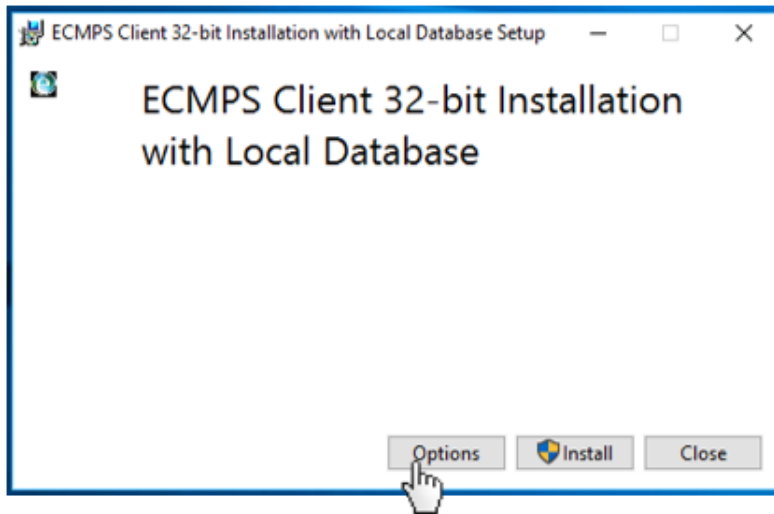 ECMPS Client 32-bit Installation with Local Database Setup
ECMPS Client 32-bit Installation
with Local Database
Options Install Close